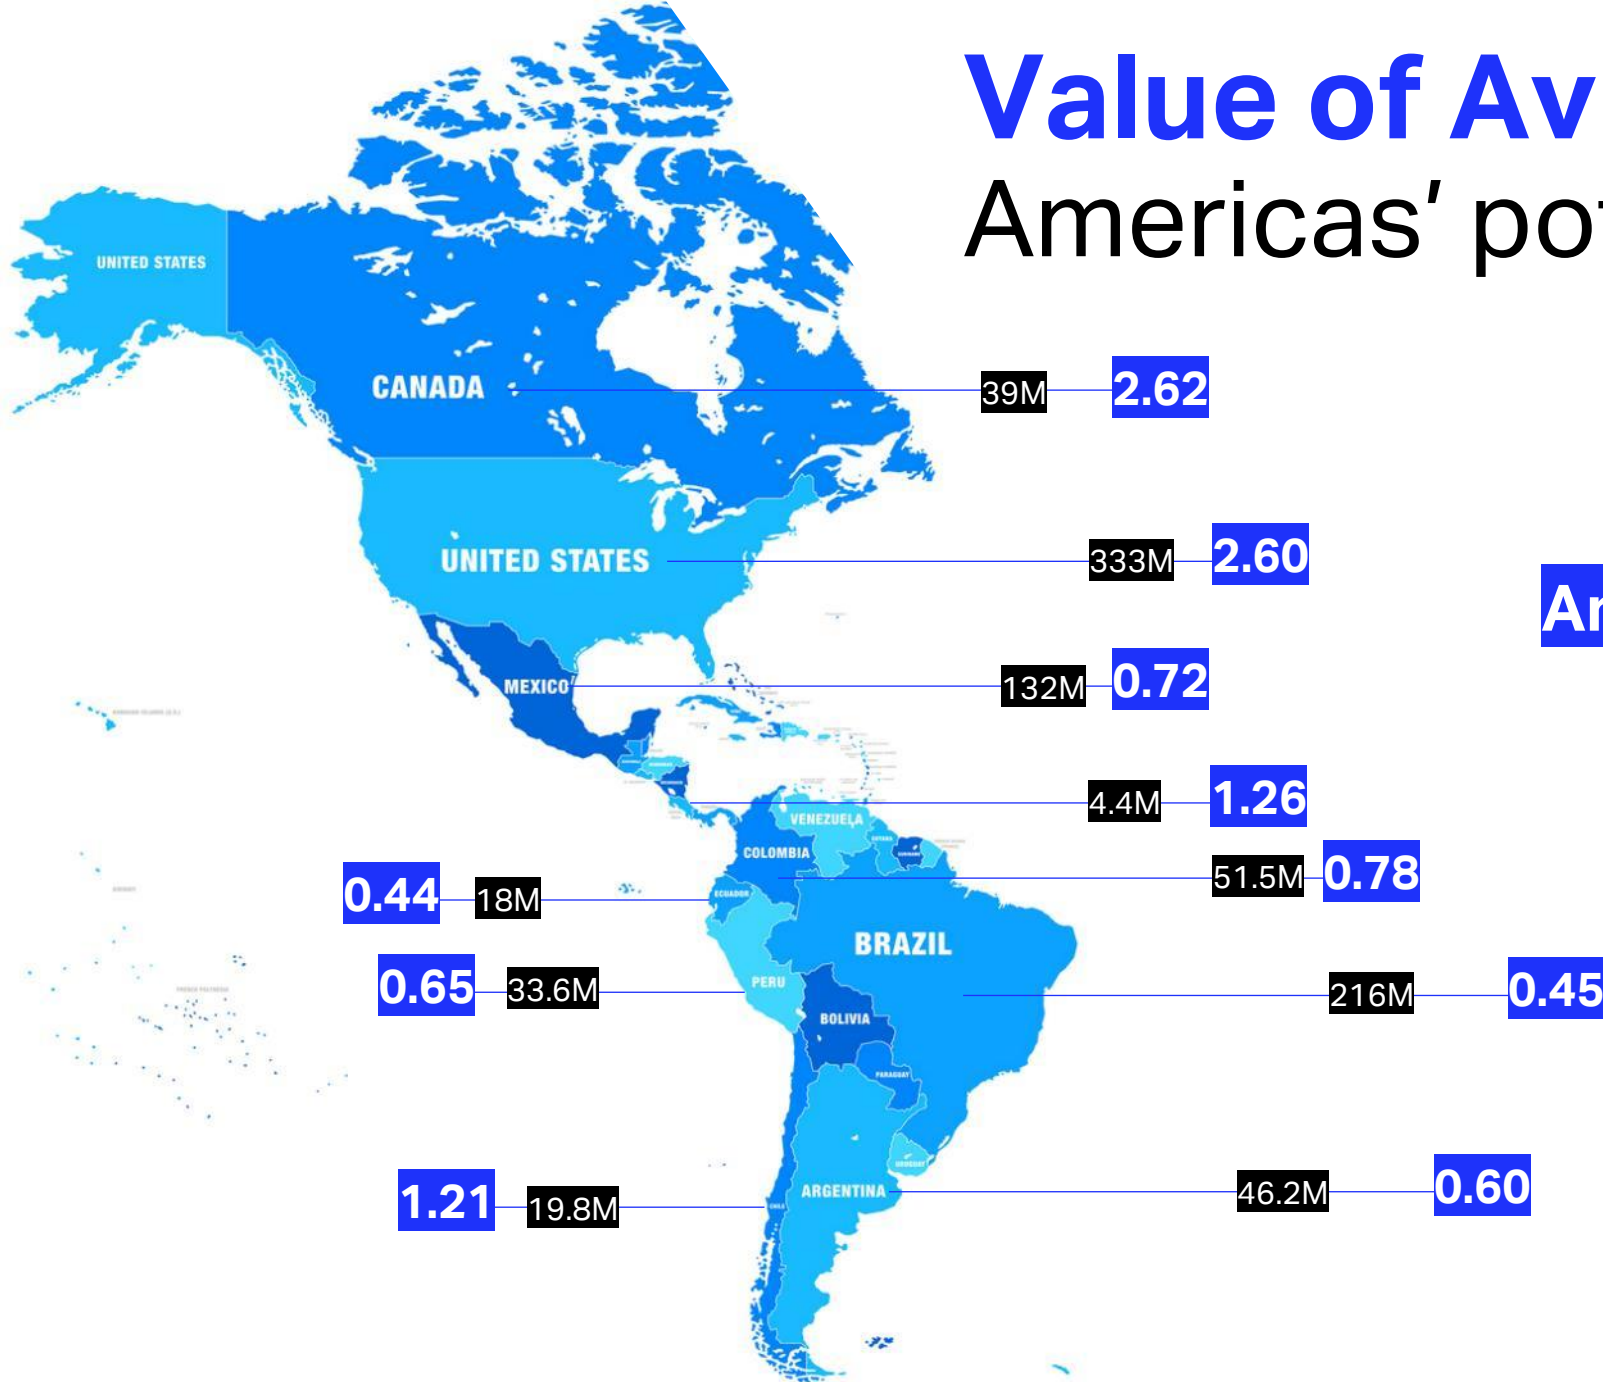 Value of Av
Americas’ pot
UNITED STATES
CANADA
39M
2.62
UNITED STATES
333M
2.60
An
MEXICO
132M
0.72
4.4M
1.26
VENEZUELA
COLOMBIA
51.5M
0.78
0.44
18M
ECUADOR
BRAZIL
0.65
33.6M
PERU
216M
0.45
BOLIVIA
PARAGUAY
URUGUAY
1.21
19.8M
CHILE
ARGENTINA
46.2M
0.60